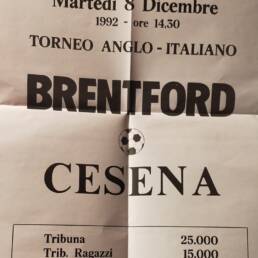 Martedì 8 Dicembre
1992 - ore 14,30
TORNEO ANGLO - ITALIANO
BRENTFORD
CESENA
Tribuna 25.000
Trib. Ragazzi 15.000